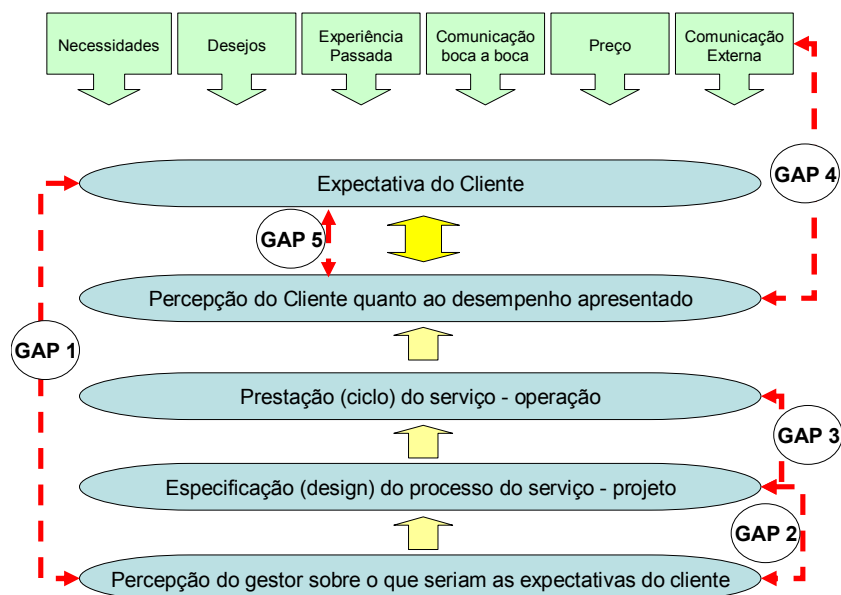 Necessidades
Desejos
Experiência
Passada
Comunicação
boca a boca
Preço
Comunicação
Externa
GAP 4
Expectativa do Cliente
GAP 5
Percepção do Cliente quanto ao desempenho apresentado
GAP 1
Prestação (ciclo) do serviço - operação
GAP 3
Especificação (design) do processo do serviço - projeto
GAP 2
Percepção do gestor sobre o que seriam as expectativas do cliente